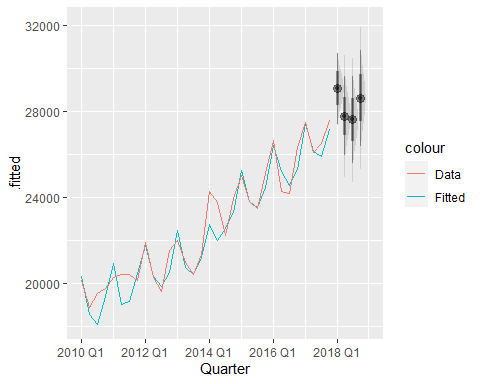 32000
28000
24000
20000
.fitted
2010 Q1 2012 Q1 2014 Q1 2016 Q1 2018 Q1
Quarter
colour
Data
Fitted